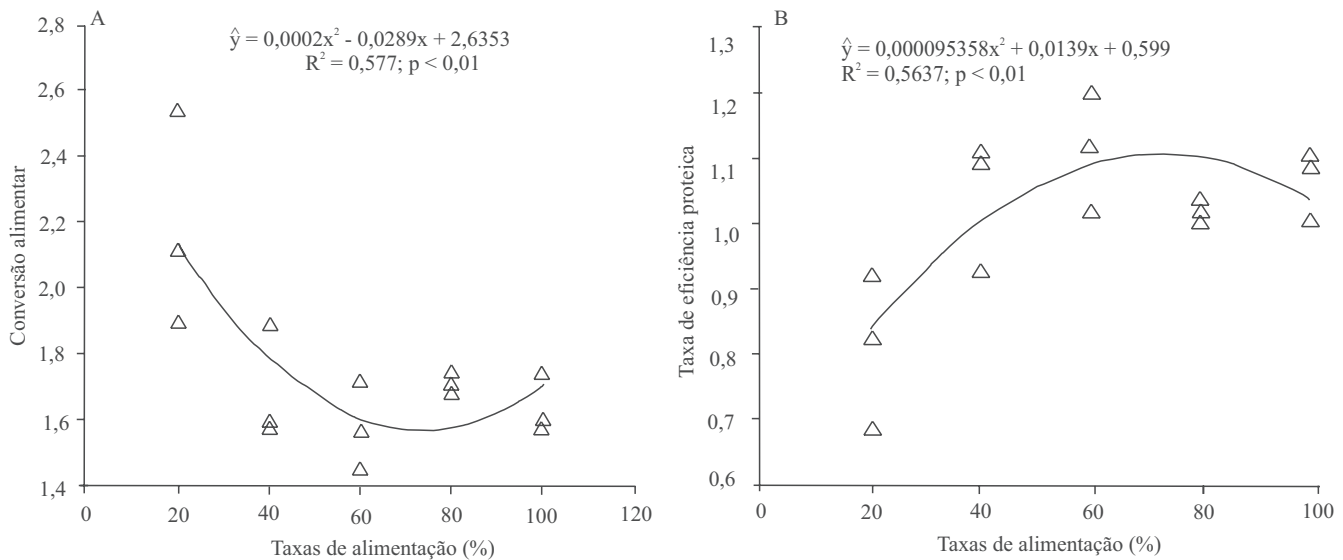 A
ŷ = 0,0002x² - 0,0289x + 2,6353
R² = 0,577; p < 0,01
Conversão alimentar
2,8
2,6
2,4
2,2
2,0
1,8
1,6
1,4
0 20 40 60 80 100 120
Taxas de alimentação (%)
B
ŷ = 0,000095358x² + 0,0139x + 0,599
R² = 0,5637; p < 0,01
Taxa de eficiência proteica
1,3
1,2
1,1
1,0
0,9
0,8
0,7
0,6
0 20 40 60 80 100
Taxas de alimentação (%)